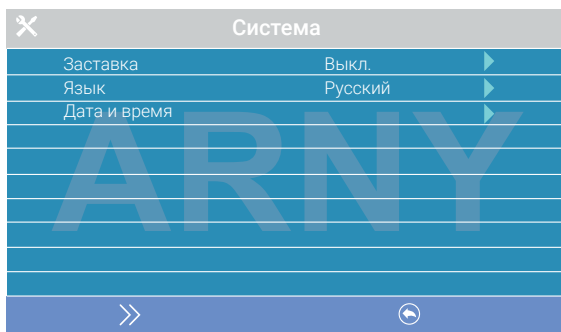 Система
Заставка Выкл.
Язык Русский
Дата и время
ARNY